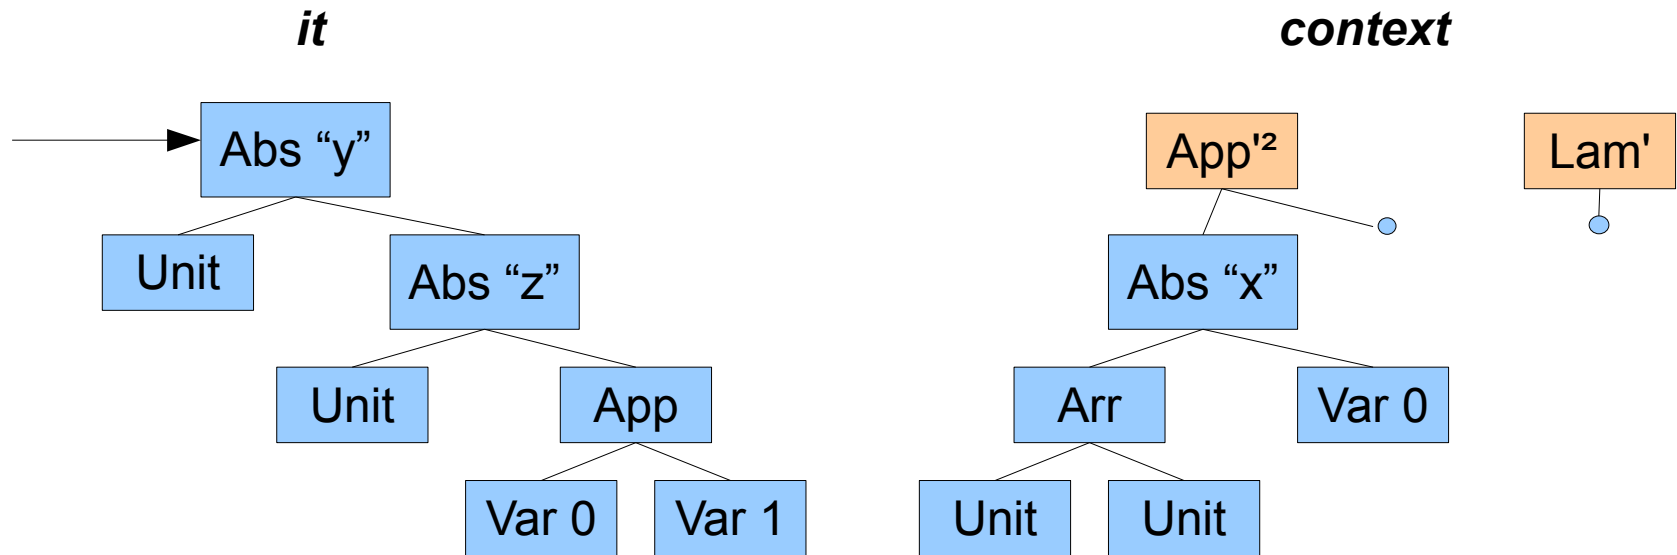 it
context
Abs “y”
App'²
Lam'
Unit
Abs “z”
Abs “x”
Unit
App
Arr
Var 0
Var 0
Var 1
Unit
Unit